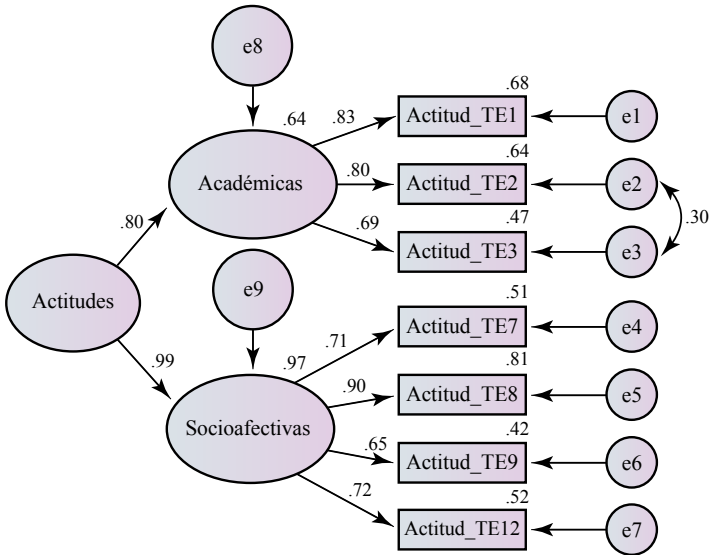 e8
.68
.64
.83
Actitud_TE1
e1
.64
Académicas
.80
Actitud_TE2
e2
.30
.80
.69
.47
Actitud_TE3
e3
e9
Actitudes
.51
.71
Actitud_TE7
e4
.99
.97
.81
.90
Actitud_TE8
e5
Socioafectivas
.65
.42
Actitud_TE9
e6
.72
.52
Actitud_TE12
e7